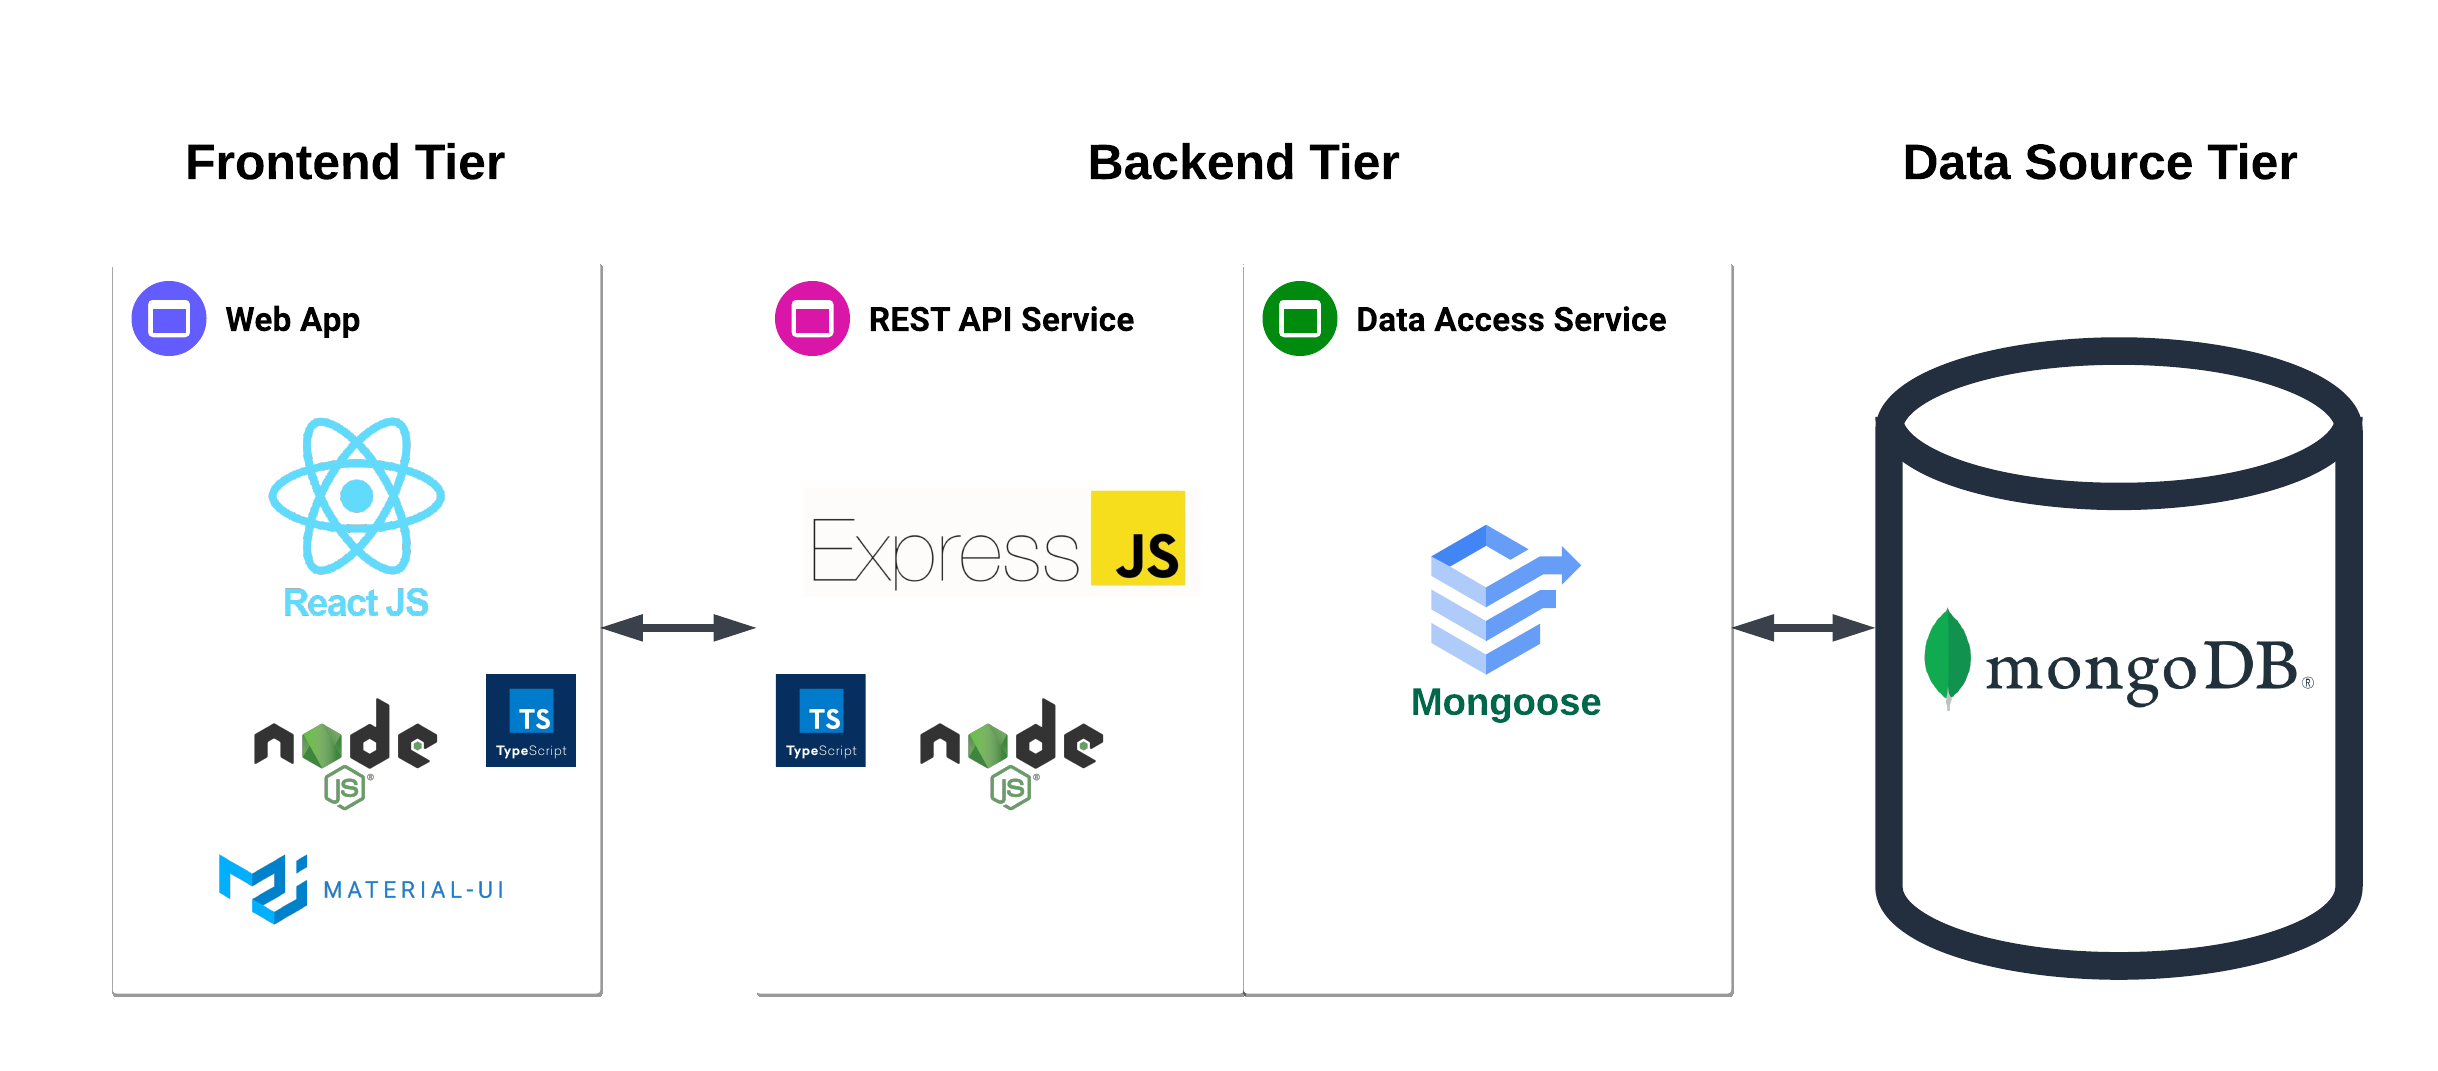 Frontend Tier
Backend Tier
Data Source Tier
Web App
REST API Service
Data Access Service
React JS
Express JS
node
JS®
TS
TypeScript
TS
TypeScript
node
JS®
Mongoose
mongoDB®
MATERIAL-UI